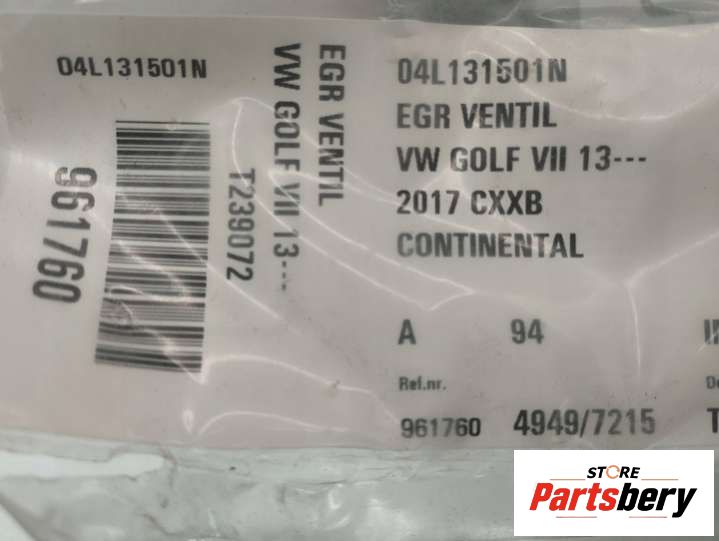 04L131501N
961760
T239072
VW GOLF VII 13---
EGR VENTIL
04L131501N
EGR VENTIL
VW GOLF VII 13---
2017 CXXB
CONTINENTAL
A 94
Ref.nr.
961760 4949/7215 T
STORE
Partsbery